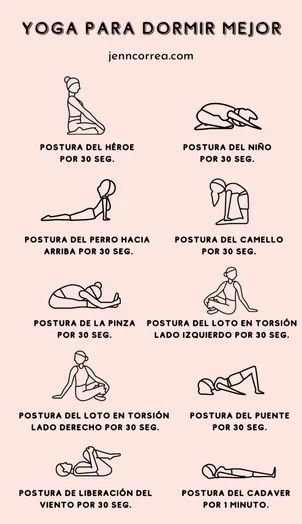 YOGA PARA DORMIR MEJOR
jenncorrea.com
POSTURA DEL HÉROE
POR 30 SEG.
POSTURA DEL NIÑO
POR 30 SEG.
POSTURA DEL PERRO HACIA
ARRIBA POR 30 SEG.
POSTURA DEL CAMELLO
POR 30 SEG.
POSTURA DE LA PINZA
POR 30 SEG.
POSTURA DEL LOTO EN TORSIÓN
LADO IZQUIERDO POR 30 SEG.
POSTURA DEL LOTO EN TORSIÓN
LADO DERECHO POR 30 SEG.
POSTURA DEL PUENTE
POR 30 SEG.
POSTURA DE LIBERACIÓN DEL
VIENTO POR 30 SEG.
POSTURA DEL CADAVER
POR 1 MINUTO.